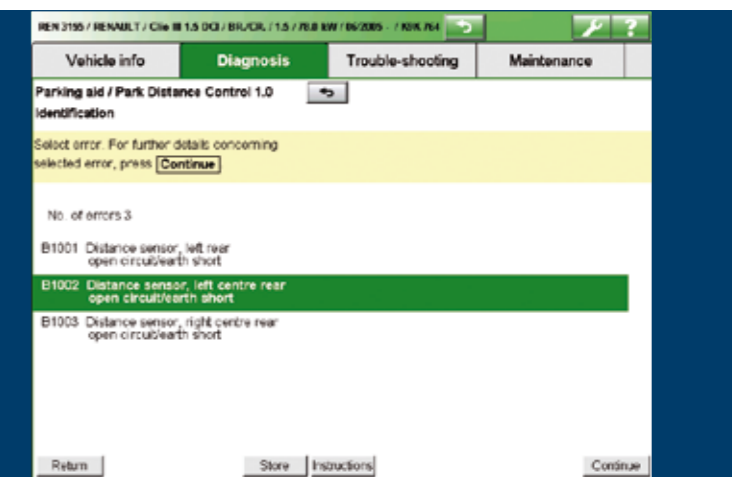 REN 3195 / RENAULT / Clio III 1.5 DCI / BR,/CR, / 1.5 / 78.0 kW / 06/2005 - / K9K 764
?
Vehicle info Diagnosis Trouble-shooting Maintenance
Parking aid / Park Distance Control 1.0
Identification
Select error. For further details concerning
selected error, press Continue
No. of errors 3
B1001 Distance sensor, left rear
open circuit/earth short
B1002 Distance sensor, left centre rear
open circuit/earth short
B1003 Distance sensor, right centre rear
open circuit/earth short
Return Store Instructions Continue